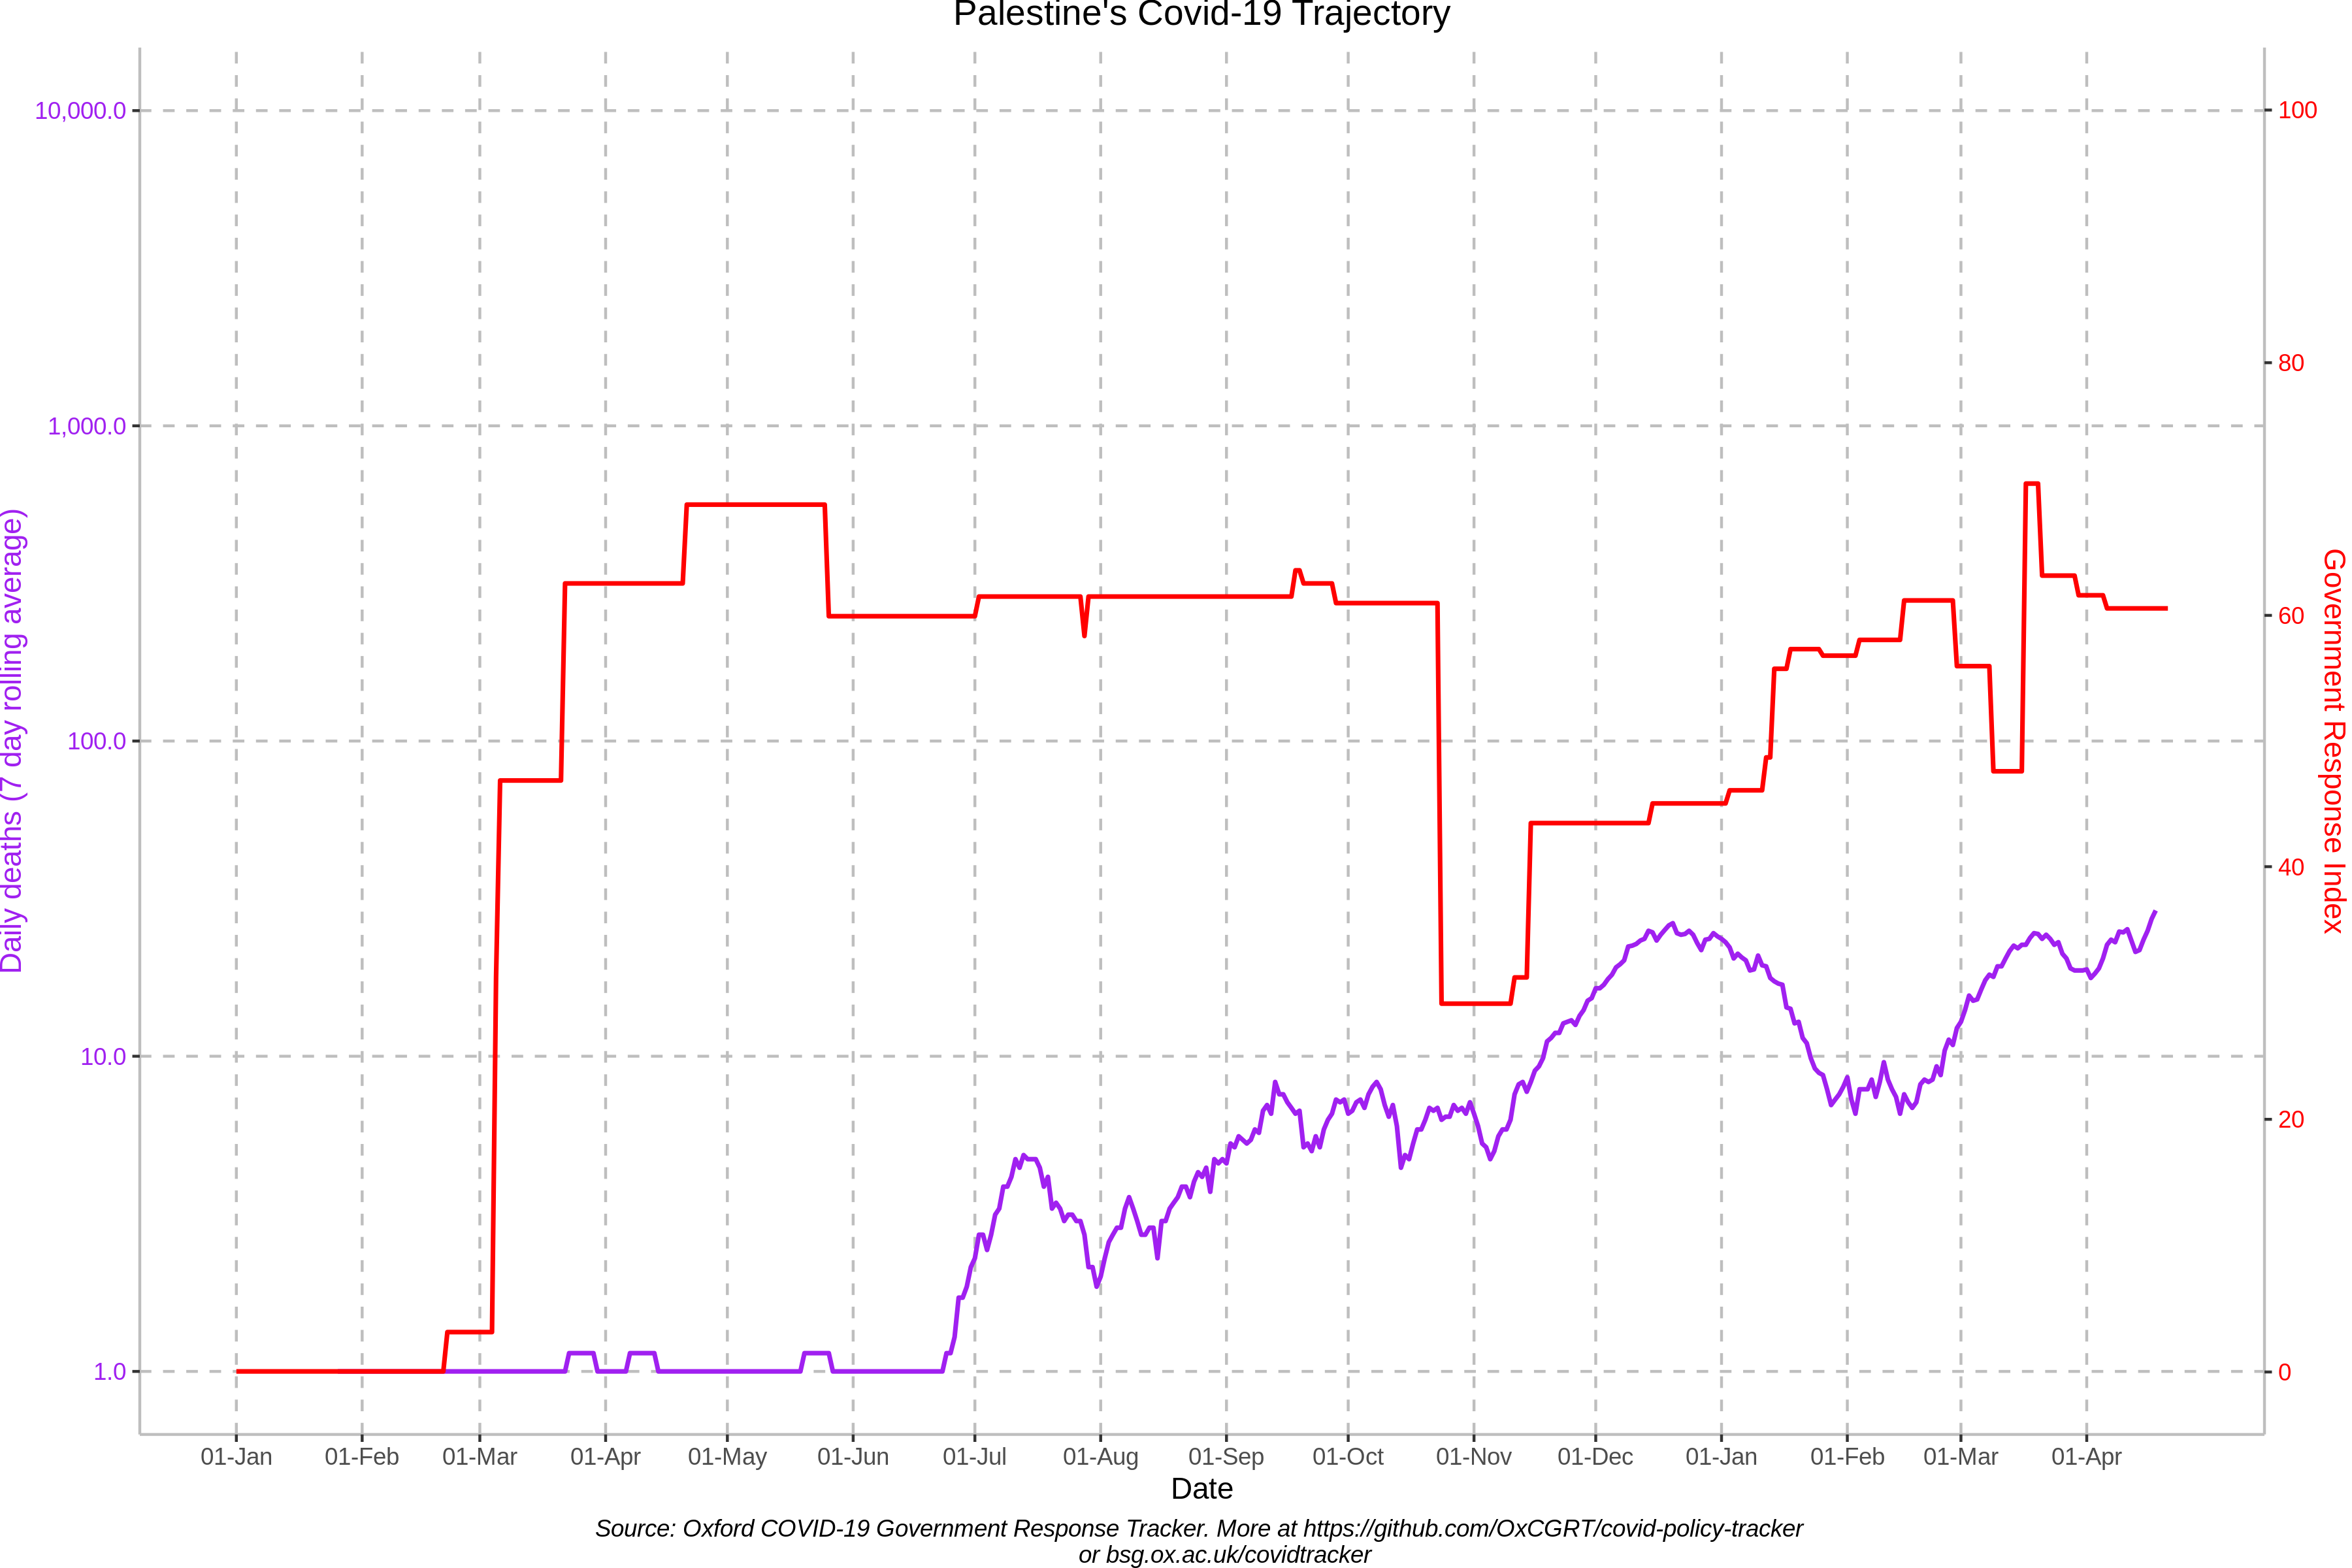 Palestine's Covid-19 Trajectory
10,000.0
1,000.0
100.0
10.0
1.0
Daily deaths (7 day rolling average)
100
80
60
40
20
0
Government Response Index
01-Jan 01-Feb 01-Mar 01-Apr 01-May 01-Jun 01-Jul 01-Aug 01-Sep 01-Oct 01-Nov 01-Dec 01-Jan 01-Feb 01-Mar 01-Apr
Date
Source: Oxford COVID-19 Government Response Tracker. More at https://github.com/OxCGRT/covid-policy-tracker
or bsg.ox.ac.uk/covidtracker